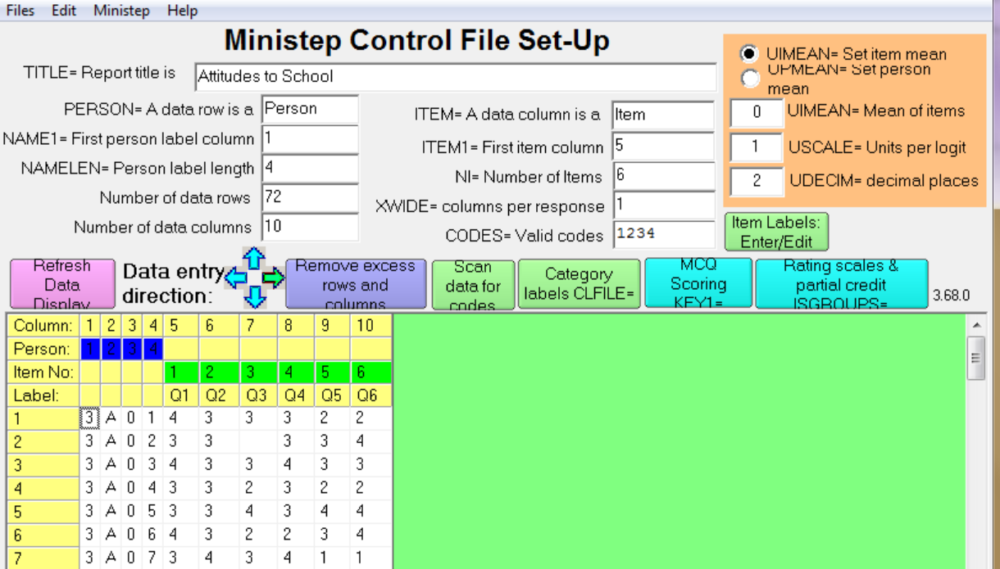 Files Edit Ministep Help
Ministep Control File Set-Up
TITLE= Report title is Attitudes to School
PERSON= A data row is a Person
NAME1= First person label column 1
NAMELEN= Person label length 4
Number of data rows 72
Number of data columns 10
ITEM= A data column is a Item
ITEM1= First item column 5
NI= Number of Items 6
XWIDE= columns per response 1
CODES= Valid codes 1234
UIMEAN= Set item mean
UPMEAN= Set person
mean
0 UIMEAN= Mean of items
1 USCALE= Units per logit
2 UDECIM= decimal places
Item Labels:
Enter/Edit
Refresh
Data
Display
Data entry
direction:
Remove excess
rows and
columns
Scan
data for
codes
Category
labels CLFILE=
MCQ
Scoring
KEY1=
Rating scales &
partial credit
ISGROUPS=
3.68.0
Column: 1 2 3 4 5 6 7 8 9 10
Person: 1 2 3 4
Item No: 1 2 3 4 5 6
Label: Q1 Q2 Q3 Q4 Q5 Q6
1 3 A 0 1 4 3 3 3 2 2
2 3 A 0 2 3 3 3 3 4
3 3 A 0 3 4 3 3 4 3 3
4 3 A 0 4 3 3 2 3 2 2
5 3 A 0 5 3 3 4 3 4 4
6 3 A 0 6 4 3 2 2 3 4
7 3 A 0 7 3 4 3 4 1 1